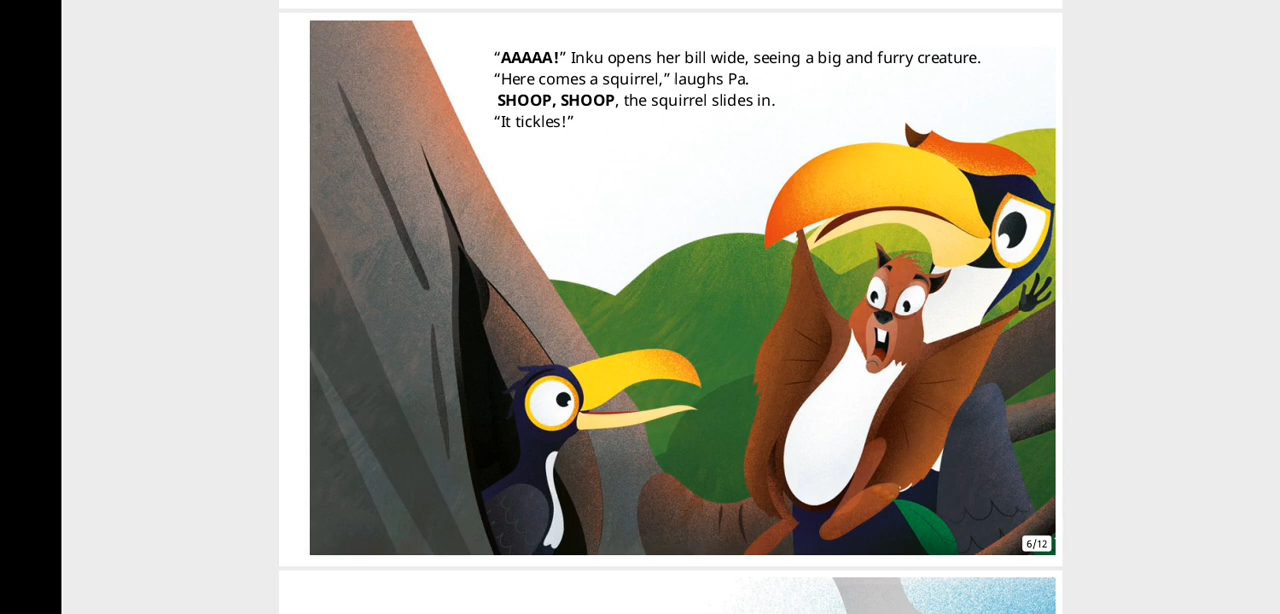 “AAAAA!” Inku opens her bill wide, seeing a big and furry creature.
“Here comes a squirrel,” laughs Pa.
SHOOP, SHOOP, the squirrel slides in.
“It tickles!”
6/12